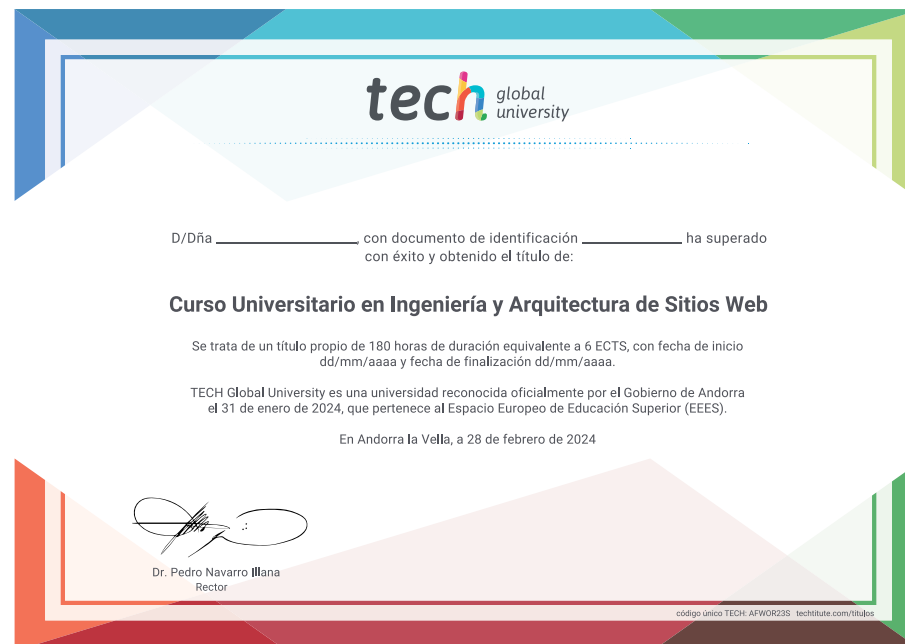 tech global university
D/Dña ____________________, con documento de identificación ______________ ha superado
con éxito y obtenido el título de:
Curso Universitario en Ingeniería y Arquitectura de Sitios Web
Se trata de un título propio de 180 horas de duración equivalente a 6 ECTS, con fecha de inicio
dd/mm/aaaa y fecha de finalización dd/mm/aaaa.
TECH Global University es una universidad reconocida oficialmente por el Gobierno de Andorra
el 31 de enero de 2024, que pertenece al Espacio Europeo de Educación Superior (EEES).
En Andorra la Vella, a 28 de febrero de 2024
Dr. Pedro Navarro Illana
Rector
código único TECH: AFWOR23S techtitute.com/titulos